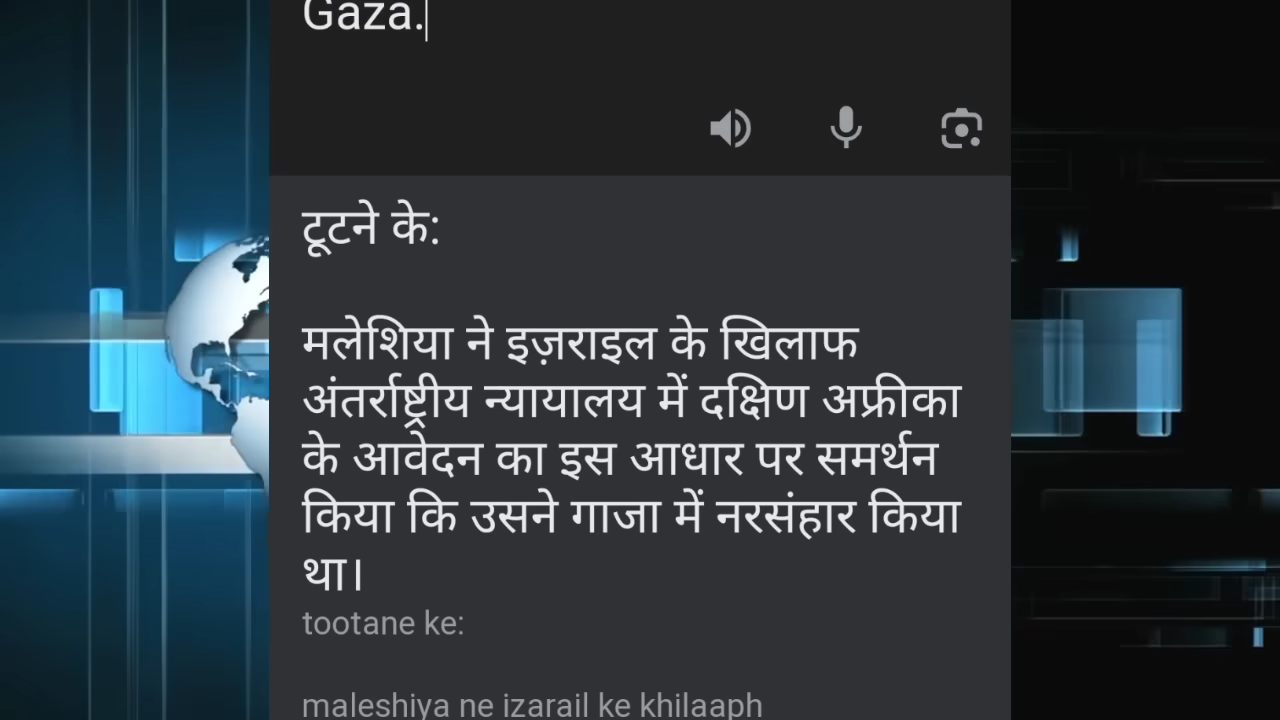 Gaza.
टूटने के:
मलेशिया ने इज़राइल के खिलाफ
अंतर्राष्ट्रीय न्यायालय में दक्षिण अफ्रीका
के आवेदन का इस आधार पर समर्थन
किया कि उसने गाजा में नरसंहार किया
था।
tootane ke:
maleshiya ne izarail ke khilaaph